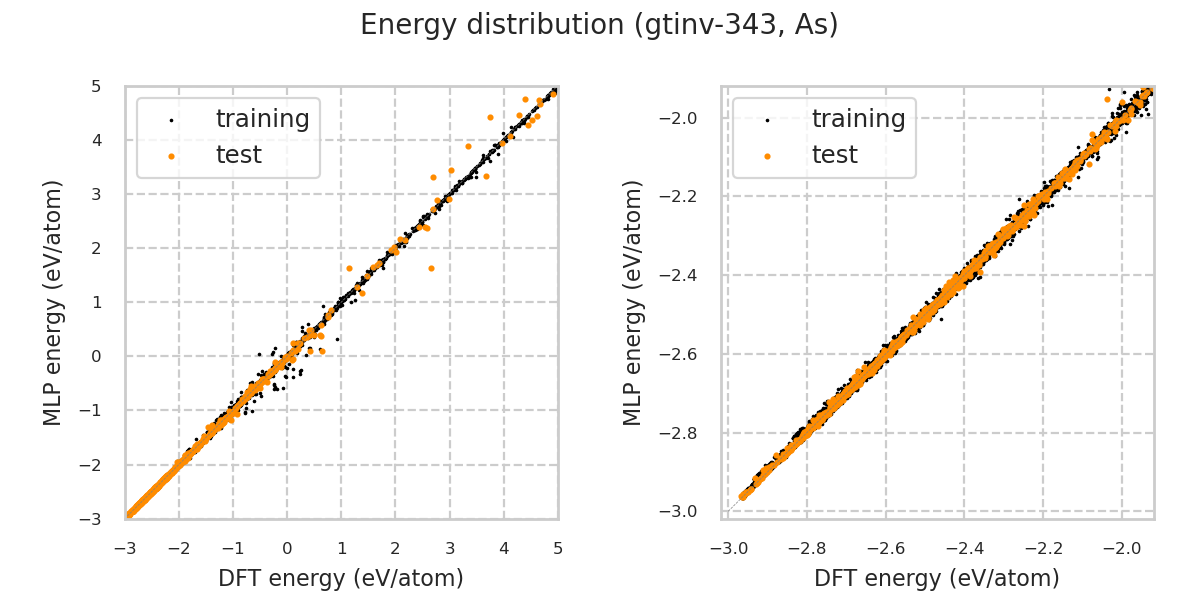 Energy distribution (gtinv-343, As)
training
test
MLP energy (eV/atom)
5
4
3
2
1
0
−1
−2
−3
−3 −2 −1 0 1 2 3 4 5
DFT energy (eV/atom)
training
test
MLP energy (eV/atom)
−2.0
−2.2
−2.4
−2.6
−2.8
−3.0
−3.0 −2.8 −2.6 −2.4 −2.2 −2.0
DFT energy (eV/atom)